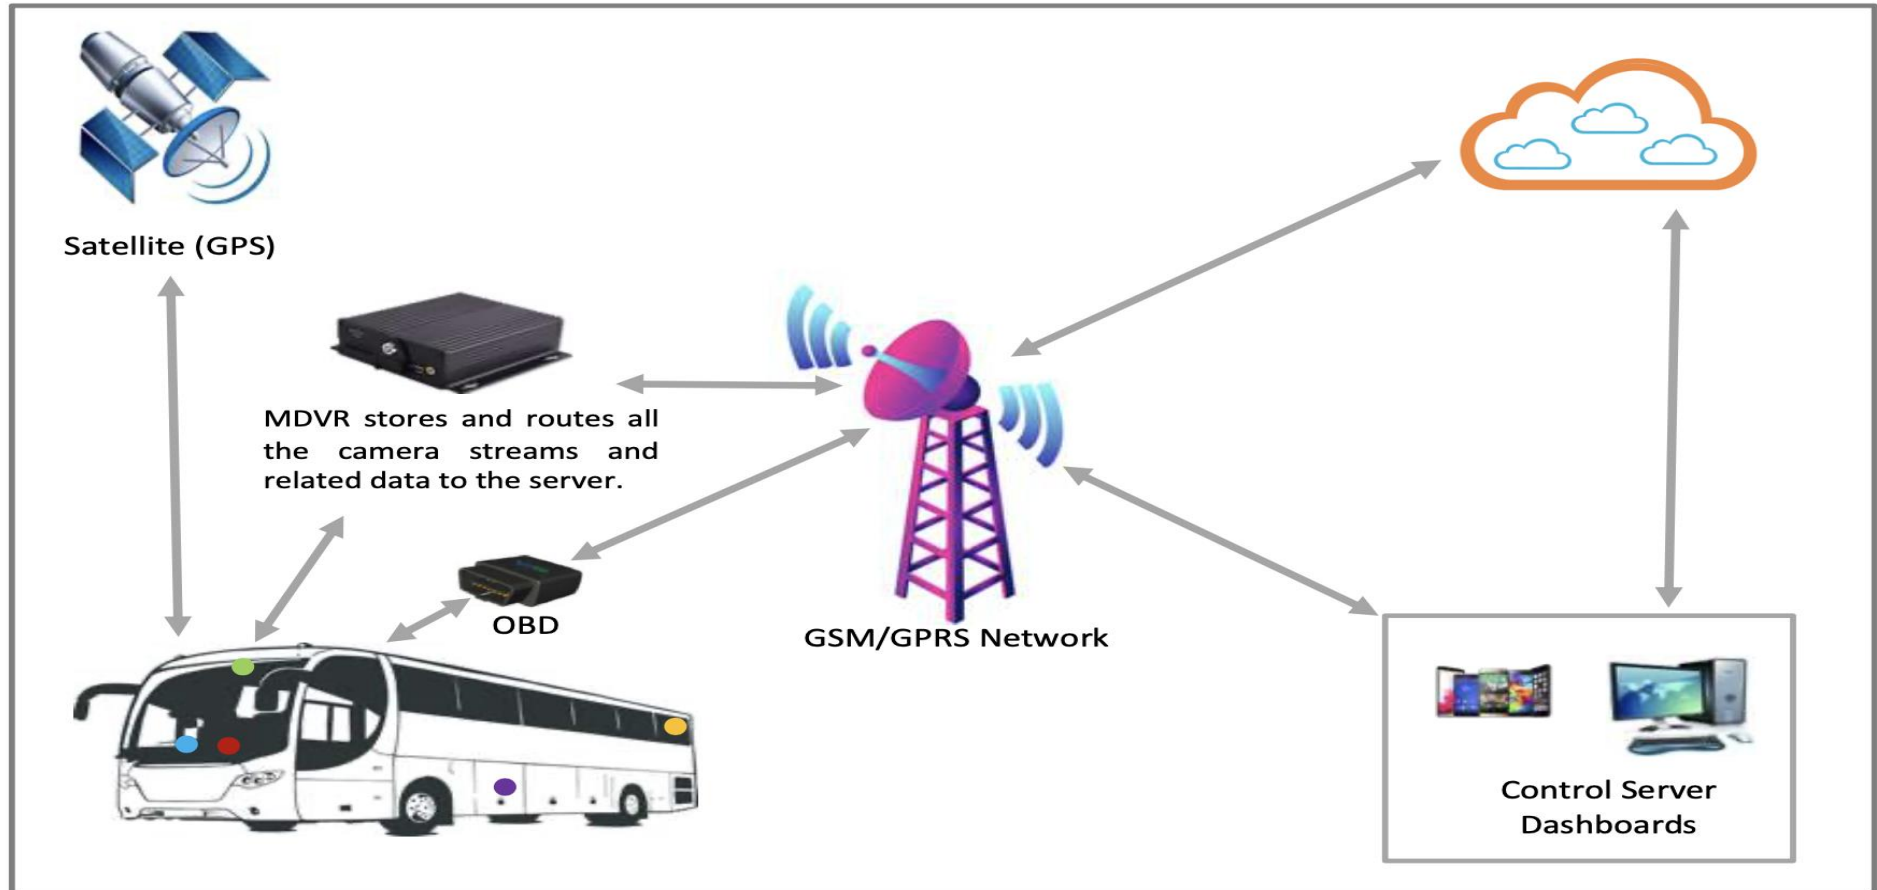 Satellite (GPS)
MDVR stores and routes all
the camera streams and
related data to the server.
OBD
GSM/GPRS Network
Control Server
Dashboards